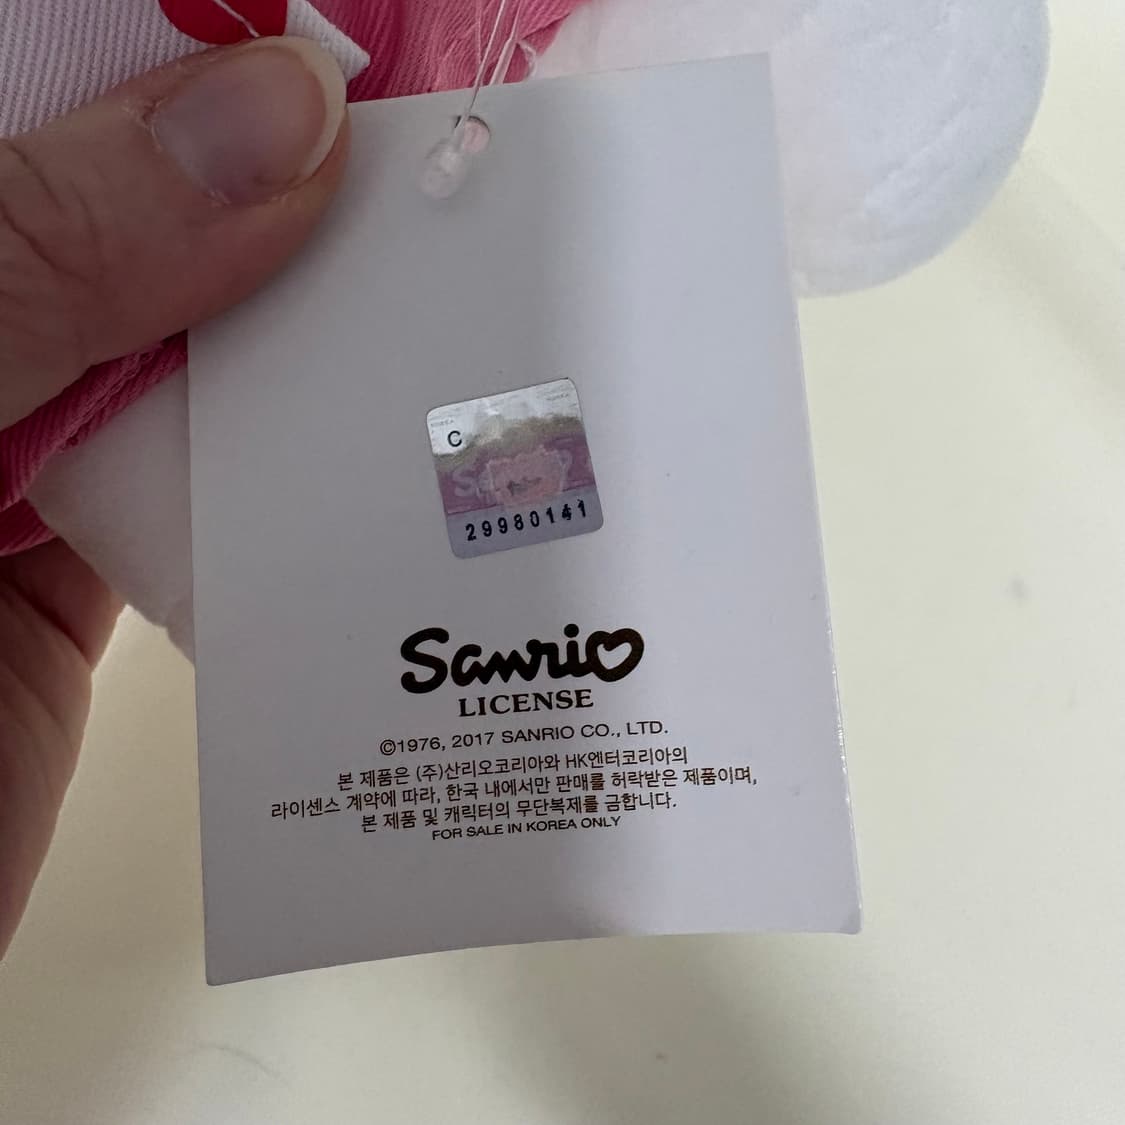 C
29980141
Sanrio
LICENSE
©1976, 2017 SANRIO CO., LTD.
본 제품은 (주)산리오코리아와 HK엔터코리아의
라이센스 계약에 따라, 한국 내에서만 판매를 허락받은 제품이며,
본 제품 및 캐릭터의 무단복제를 금합니다.
FOR SALE IN KOREA ONLY